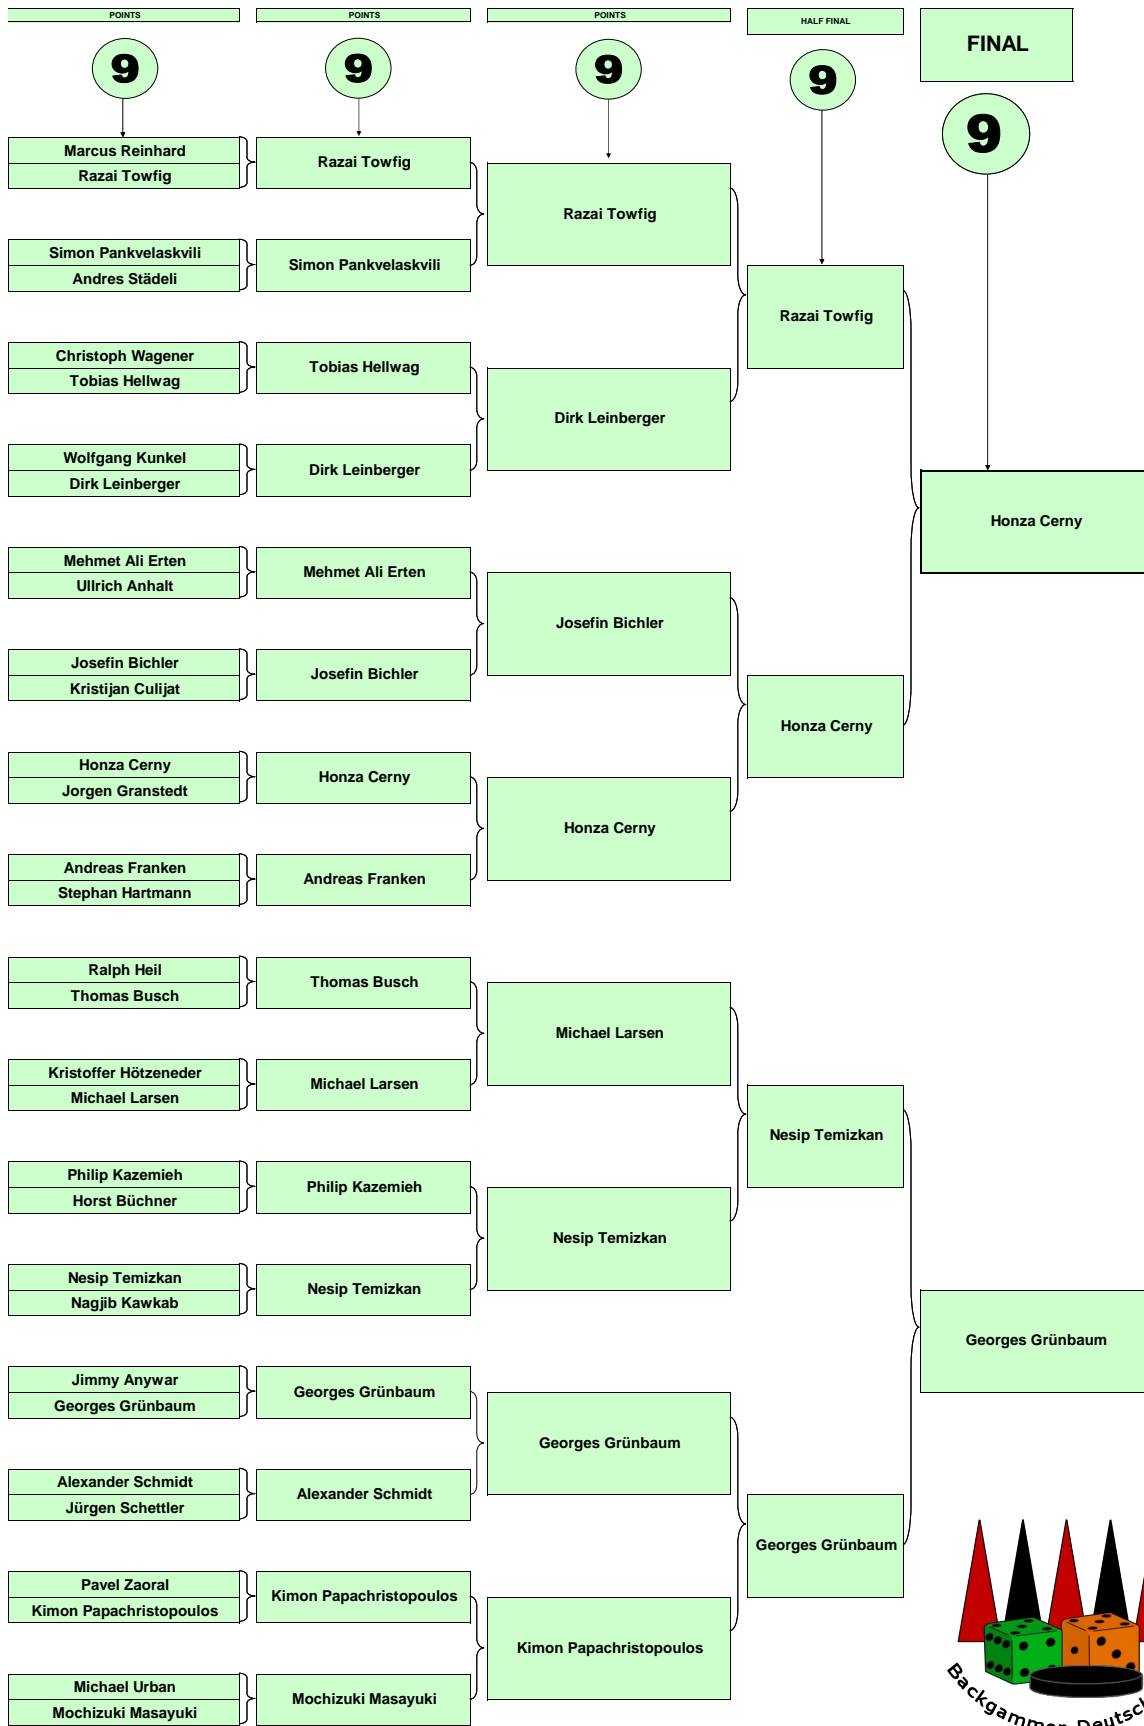 POINTS
POINTS
POINTS
HALF FINAL
FINAL
9
9
9
9
9
Marcus Reinhard
Razai Towfig
Simon Pankvelaskvili
Andres Städeli
Christoph Wagener
Tobias Hellwag
Wolfgang Kunkel
Dirk Leinberger
Mehmet Ali Erten
Ullrich Anhalt
Josefin Bichler
Kristijan Culijat
Honza Cerny
Jorgen Granstedt
Andreas Franken
Stephan Hartmann
Ralph Heil
Thomas Busch
Kristoffer Hötzeneder
Michael Larsen
Philip Kazemieh
Horst Büchner
Nesip Temizkan
Nagjib Kawkab
Jimmy Anywar
Georges Grünbaum
Alexander Schmidt
Jürgen Schettler
Pavel Zaoral
Kimon Papachristopoulos
Michael Urban
Mochizuki Masayuki
Razai Towfig
Simon Pankvelaskvili
Tobias Hellwag
Dirk Leinberger
Mehmet Ali Erten
Josefin Bichler
Honza Cerny
Andreas Franken
Thomas Busch
Michael Larsen
Philip Kazemieh
Nesip Temizkan
Georges Grünbaum
Alexander Schmidt
Kimon Papachristopoulos
Mochizuki Masayuki
Razai Towfig
Dirk Leinberger
Josefin Bichler
Honza Cerny
Michael Larsen
Nesip Temizkan
Georges Grünbaum
Kimon Papachristopoulos
Razai Towfig
Honza Cerny
Nesip Temizkan
Georges Grünbaum
Honza Cerny
Georges Grünbaum
Backgammon Deutsch